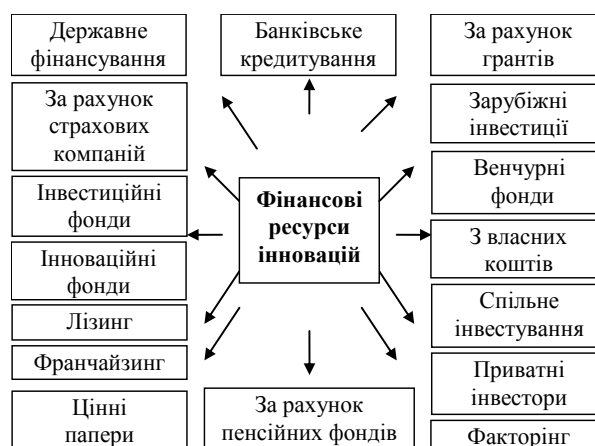 Державне
фінансування
За рахунок
страхових
компаній
Інвестиційні
фонди
Інноваційні
фонди
Лізинг
Франчайзинг
Цінні
папери
Банківське
кредитування
Фінансові
ресурси
інновацій
За рахунок
пенсійних фондів
За рахунок
грантів
Зарубіжні
інвестиції
Венчурні
фонди
З власних
коштів
Спільне
інвестування
Приватні
інвестори
Факторінг